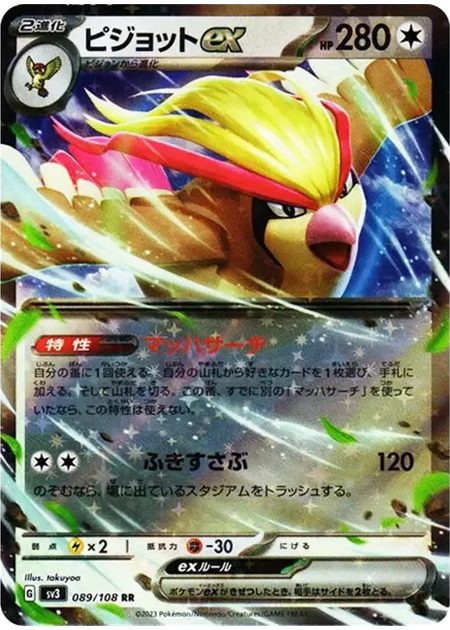 2進化
ピジョットex
HP 280
ピジョンから進化
特性 マッハサーチ
自分の番に1回使える。自分の山札から好きなカードを1枚選び、手札に
加える。そして山札を切る。この番、すでに別の「マッハサーチ」を使って
いたなら、この特性は使えない。
ふきすさぶ 120
のぞむなら、場に出ているスタジアムをトラッシュする。
弱点 ×2 抵抗力 -30 にげる
exルール
ポケモンexがきぜつしたとき、相手はサイドを2枚とる。
Illus. takuyoa
G sv3 089/108 RR
©2023 Pokémon/Nintendo/Creatures/GAME FREAK.